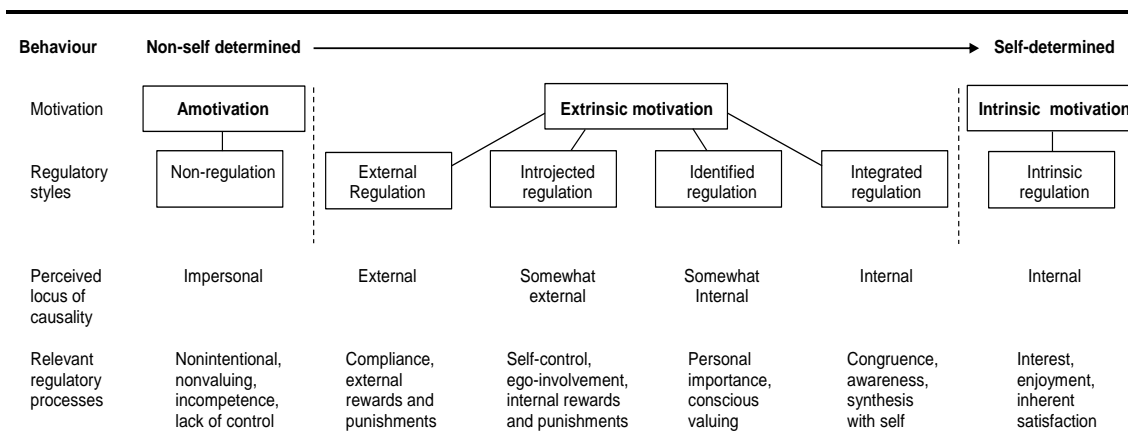 Behaviour Non-self determined Self-determined
Motivation Amotivation Extrinsic motivation Intrinsic motivation
Regulatory styles Non-regulation External Regulation Introjected regulation Identified regulation Integrated regulation Intrinsic regulation
Perceived locus of causality Impersonal External Somewhat external Somewhat Internal Internal Internal
Relevant regulatory processes Nonintentional, nonvaluing, incompetence, lack of control Compliance, external rewards and punishments Self-control, ego-involvement, internal rewards and punishments Personal importance, conscious valuing Congruence, awareness, synthesis with self Interest, enjoyment, inherent satisfaction